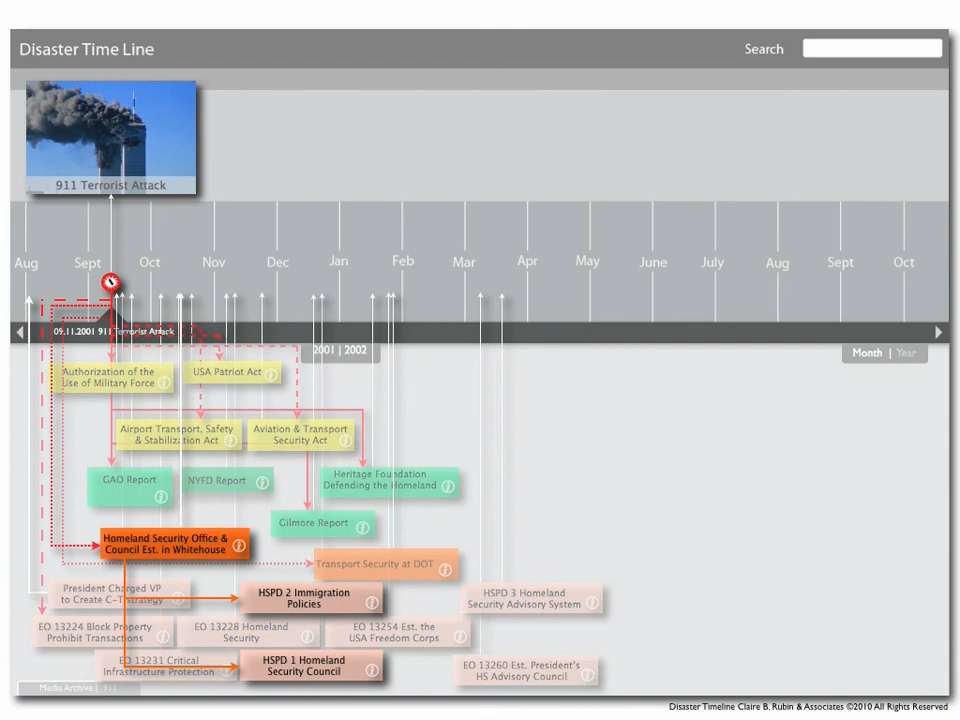 Disaster Time Line
Search
911 Terrorist Attack
Aug Sept Oct Nov Dec Jan Feb Mar Apr May June July Aug Sept Oct
09.11.2001 911 Terrorist Attack
2001 | 2002
Month | Year
Authorization of the
Use of Military Force
USA Patriot Act
Airport Transport, Safety
& Stabilization Act
Aviation & Transport
Security Act
GAO Report
NYFD Report
Heritage Foundation
Defending the Homeland
Gilmore Report
Homeland Security Office &
Council Est. in Whitehouse
Transport Security at DOT
President Charged VP
to Create C-T strategy
HSPD 2 Immigration
Policies
HSPD 3 Homeland
Security Advisory System
EO 13224 Block Property
Prohibit Transactions
EO 13228 Homeland
Security
EO 13254 Est. the
USA Freedom Corps
EO 13231 Critical
Infrastructure Protection
HSPD 1 Homeland
Security Council
EO 13260 Est. President's
HS Advisory Council
Media Archive | 911
Disaster Timeline Claire B. Rubin & Associates ©2010 All Rights Reserved